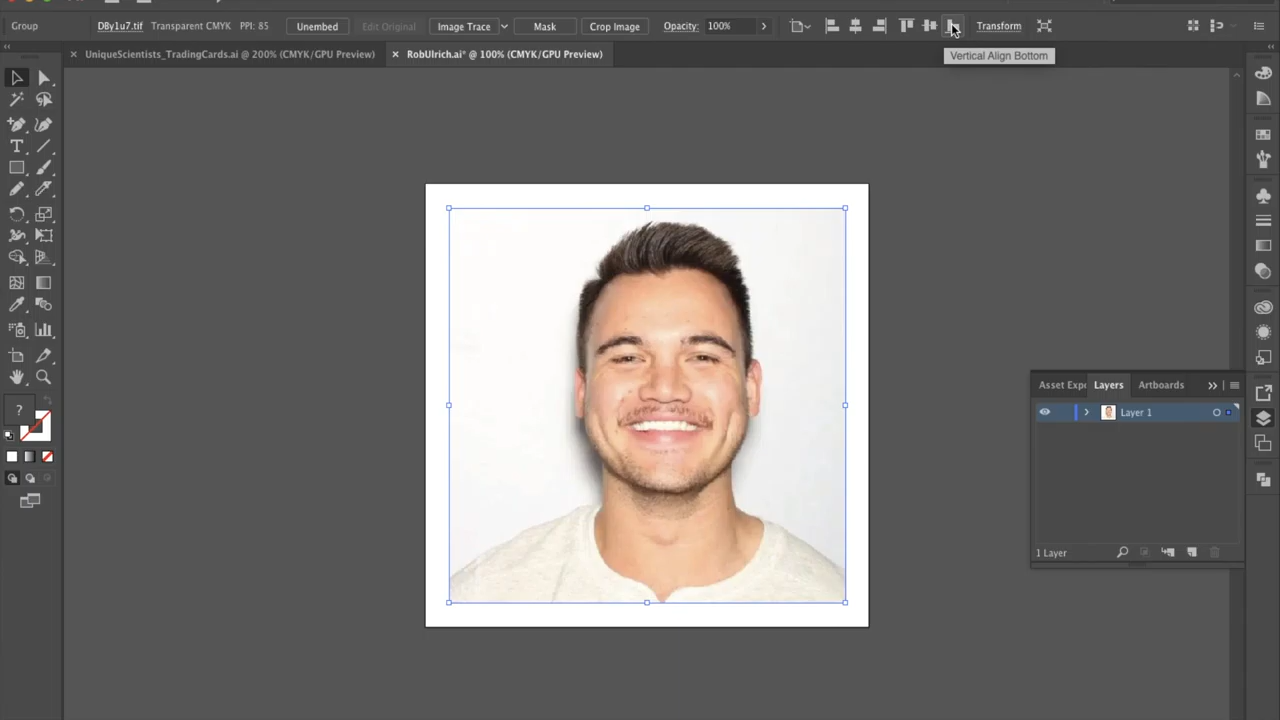 Group DBy1u7.tif Transparent CMYK PPI: 85 Unembed Edit Original Image Trace Mask Crop Image Opacity: 100% Transform
Vertical Align Bottom
UniqueScientists_TradingCards.ai @ 200% (CMYK/GPU Preview) RobUlrich.ai* @ 100% (CMYK/GPU Preview)
Asset Expo Layers Artboards
Layer 1
1 Layer
?